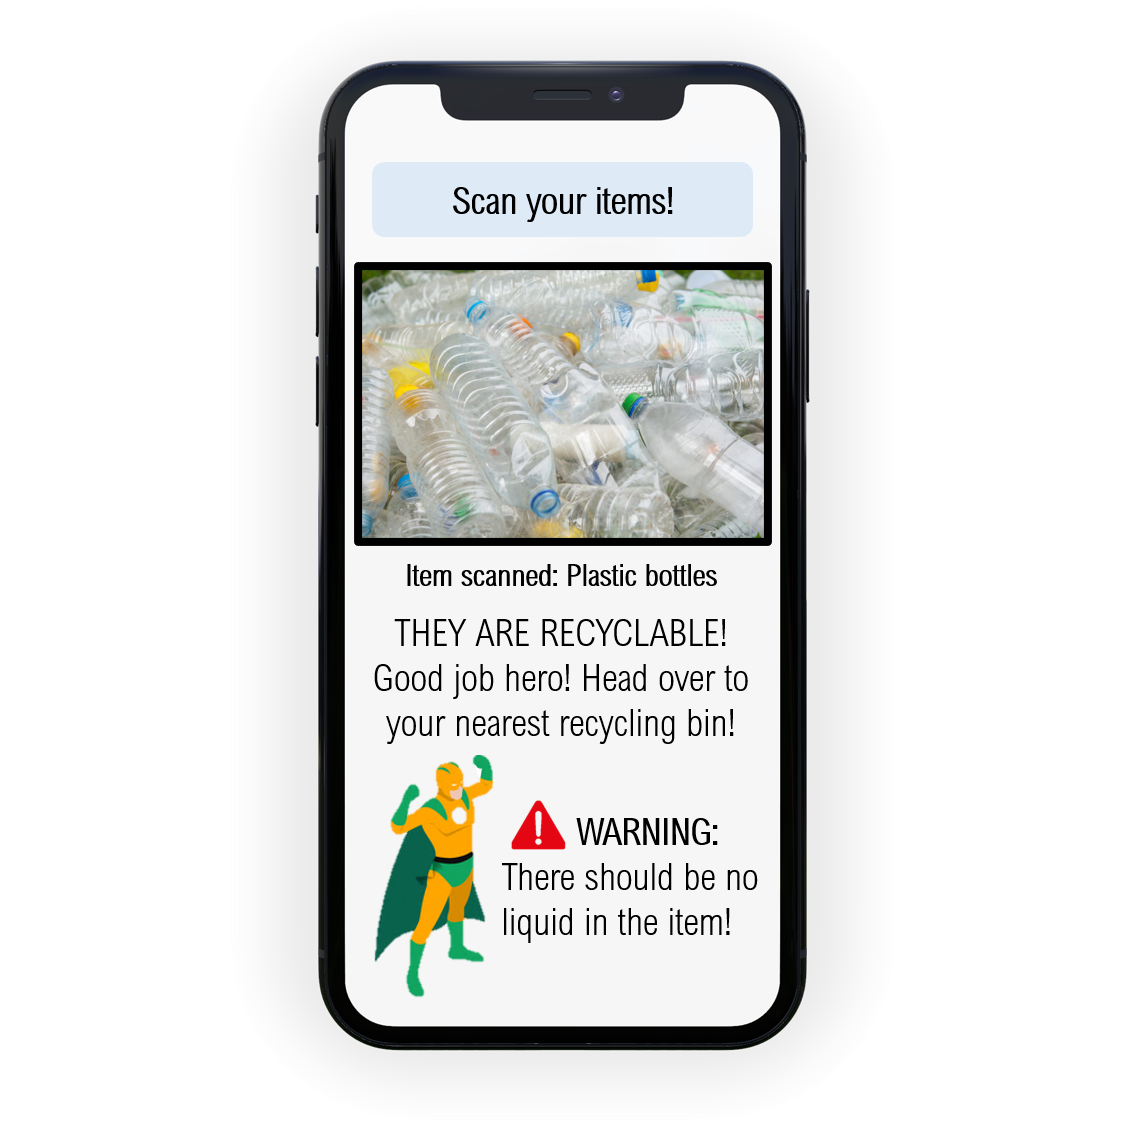 Scan your items!
Item scanned: Plastic bottles
THEY ARE RECYCLABLE!
Good job hero! Head over to
your nearest recycling bin!
WARNING:
There should be no
liquid in the item!